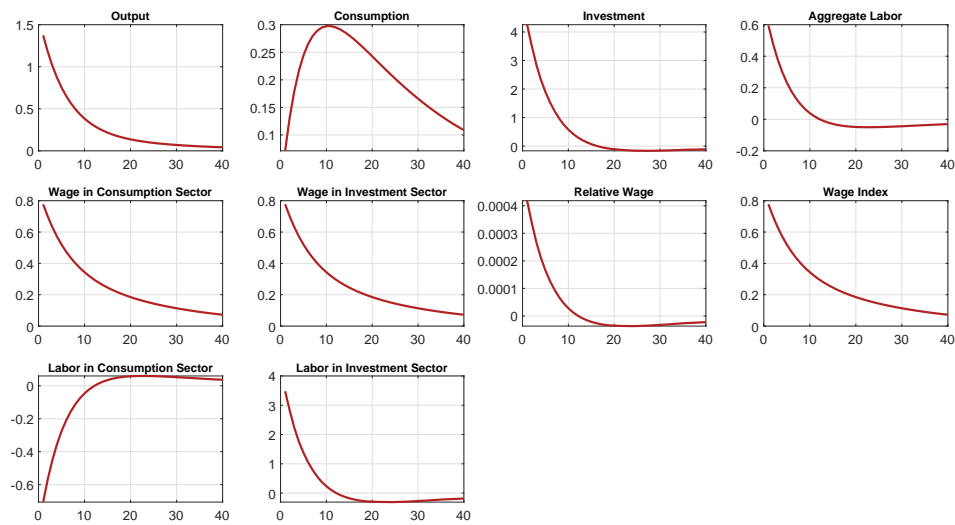 Output
Consumption
Investment
Aggregate Labor
1.5
1
0.5
0
0 10 20 30 40
0.3
0.25
0.2
0.15
0.1
0 10 20 30 40
4
3
2
1
0
0 10 20 30 40
0.6
0.4
0.2
0
-0.2
0 10 20 30 40
Wage in Consumption Sector
Wage in Investment Sector
Relative Wage
Wage Index
0.8
0.6
0.4
0.2
0
0 10 20 30 40
0.8
0.6
0.4
0.2
0
0 10 20 30 40
0.0004
0.0003
0.0002
0.0001
0
0 10 20 30 40
0.8
0.6
0.4
0.2
0
0 10 20 30 40
Labor in Consumption Sector
Labor in Investment Sector
0
-0.2
-0.4
-0.6
0 10 20 30 40
4
3
2
1
0
0 10 20 30 40